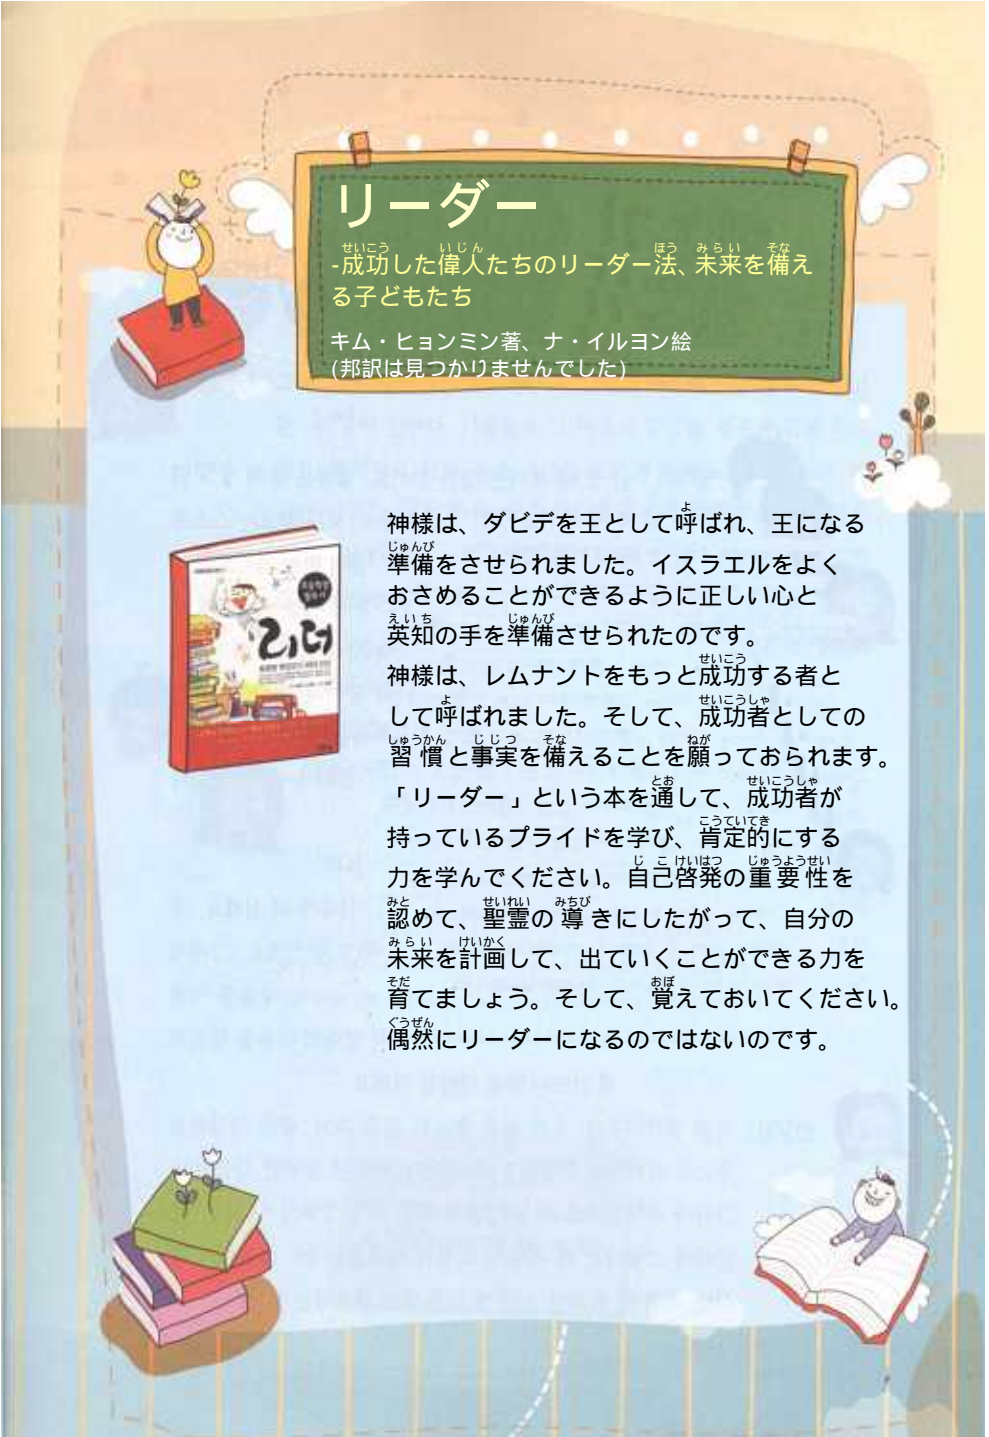 リーダー
-成功した偉人たちのリーダー法、未来を備え
る子どもたち
キム・ヒョンミン著、ナ・イルヨン絵
(邦訳は見つかりませんでした)
리더
神様は、ダビデを王として呼ばれ、王になる
準備をさせられました。イスラエルをよく
おさめることができるように正しい心と
英知の手を準備させられたのです。
神様は、レムナントをもっと成功する者と
して呼ばれました。そして、成功者としての
習慣と事実を備えることを願っておられます。
「リーダー」という本を通して、成功者が
持っているプライドを学び、肯定的にする
力を学んでください。自己啓発の重要性を
認めて、聖霊の導きにしたがって、自分の
未来を計画して、出ていくことができる力を
育てましょう。そして、覚えておいてください。
偶然にリーダーになるのではないのです。